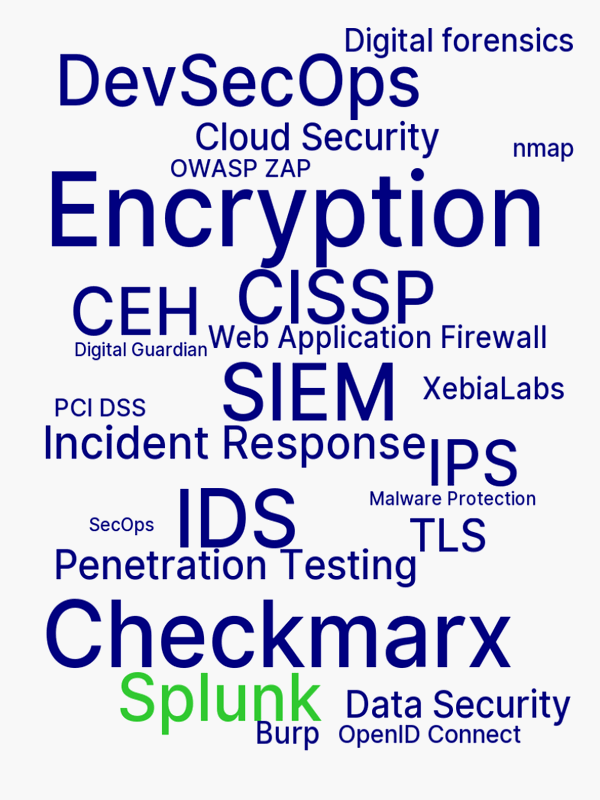 Digital forensics
DevSecOps
Cloud Security
nmap
OWASP ZAP
Encryption
CISSP
CEH
Web Application Firewall
Digital Guardian
SIEM
XebiaLabs
PCI DSS
Incident Response
IPS
Malware Protection
IDS
SecOps
TLS
Penetration Testing
Checkmarx
Splunk
Data Security
Burp
OpenID Connect